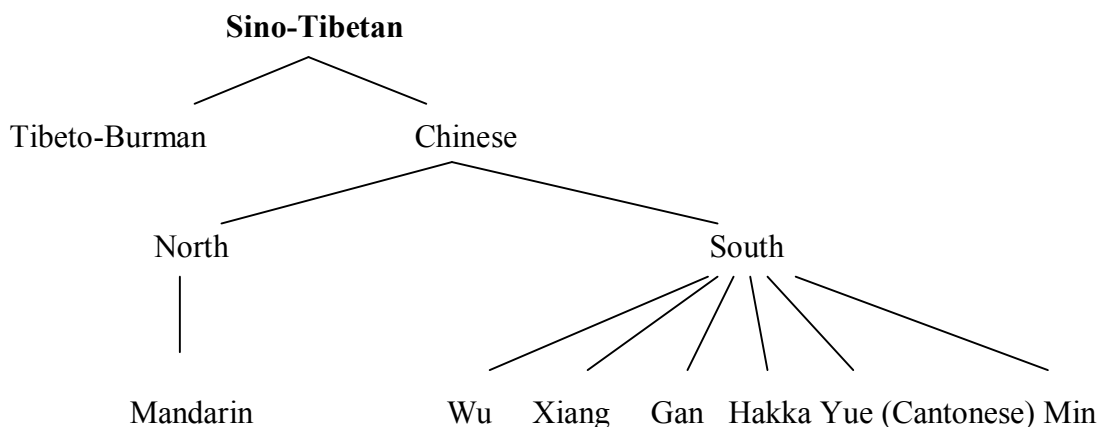 Sino-Tibetan
Tibeto-Burman Chinese
North South
Mandarin Wu Xiang Gan Hakka Yue (Cantonese) Min